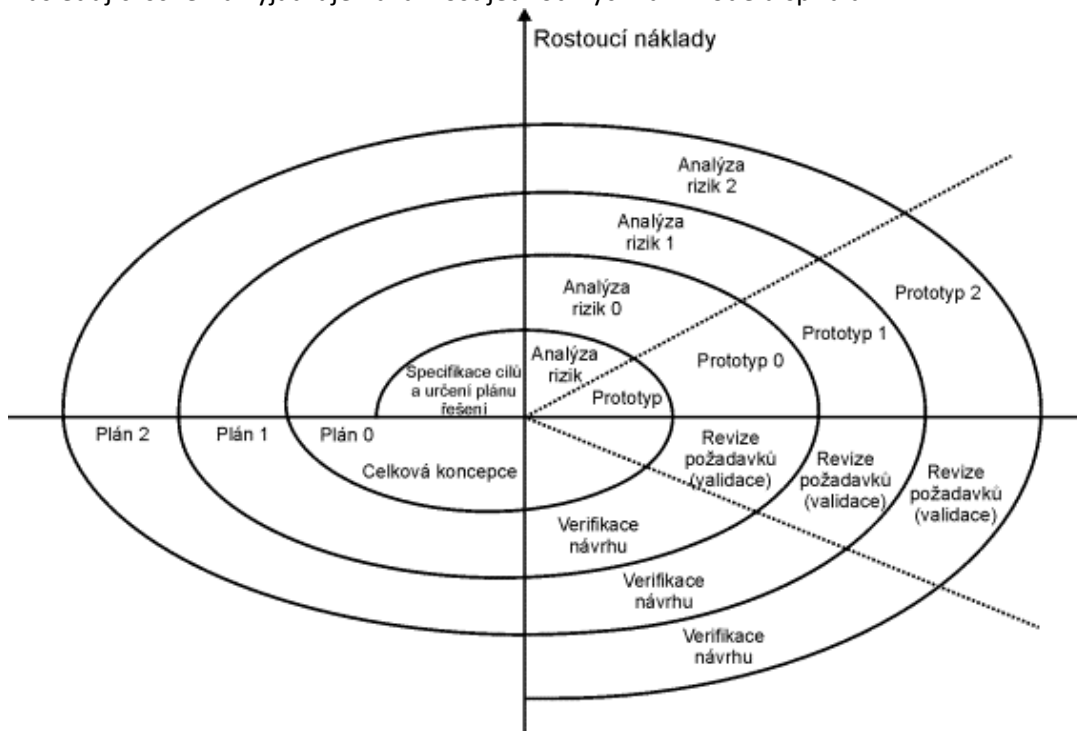 Rostoucí náklady
Analýza
rizik 2
Analýza
rizik 1
Analýza
rizik 0
Prototyp 2
Prototyp 1
Prototyp 0
Analýza
rizik
Specifikace cílů
a určení plánu
řešení
Prototyp
Plán 2
Plán 1
Plán 0
Celková koncepce
Revize
požadavků
(validace)
Revize
požadavků
(validace)
Revize
požadavků
(validace)
Verifikace
návrhu
Verifikace
návrhu
Verifikace
návrhu